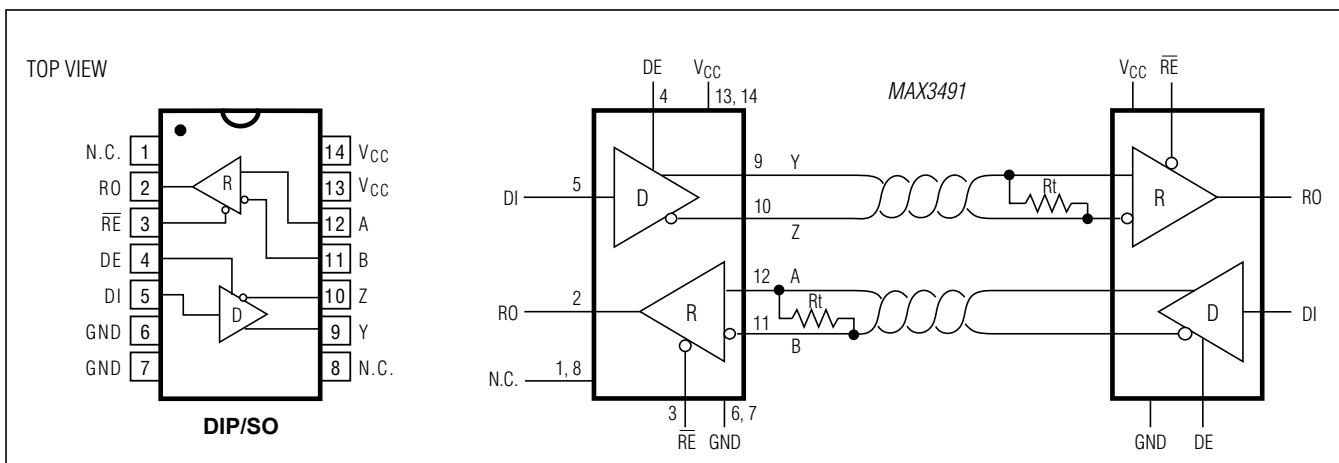 TOP VIEW
N.C. 1
RO 2
RE 3
DE 4
DI 5
GND 6
GND 7
14 VCC
13 VCC
12 A
11 B
10 Z
9 Y
8 N.C.
R
D
DIP/SO
MAX3491
DE
4
VCC
13, 14
DI 5
D
9 Y
10
Z
Rt
RO 2
R
12 A
Rt
11
B
N.C. 1, 8
3
RE
6, 7
GND
VCC RE
R
RO
D
DI
GND DE